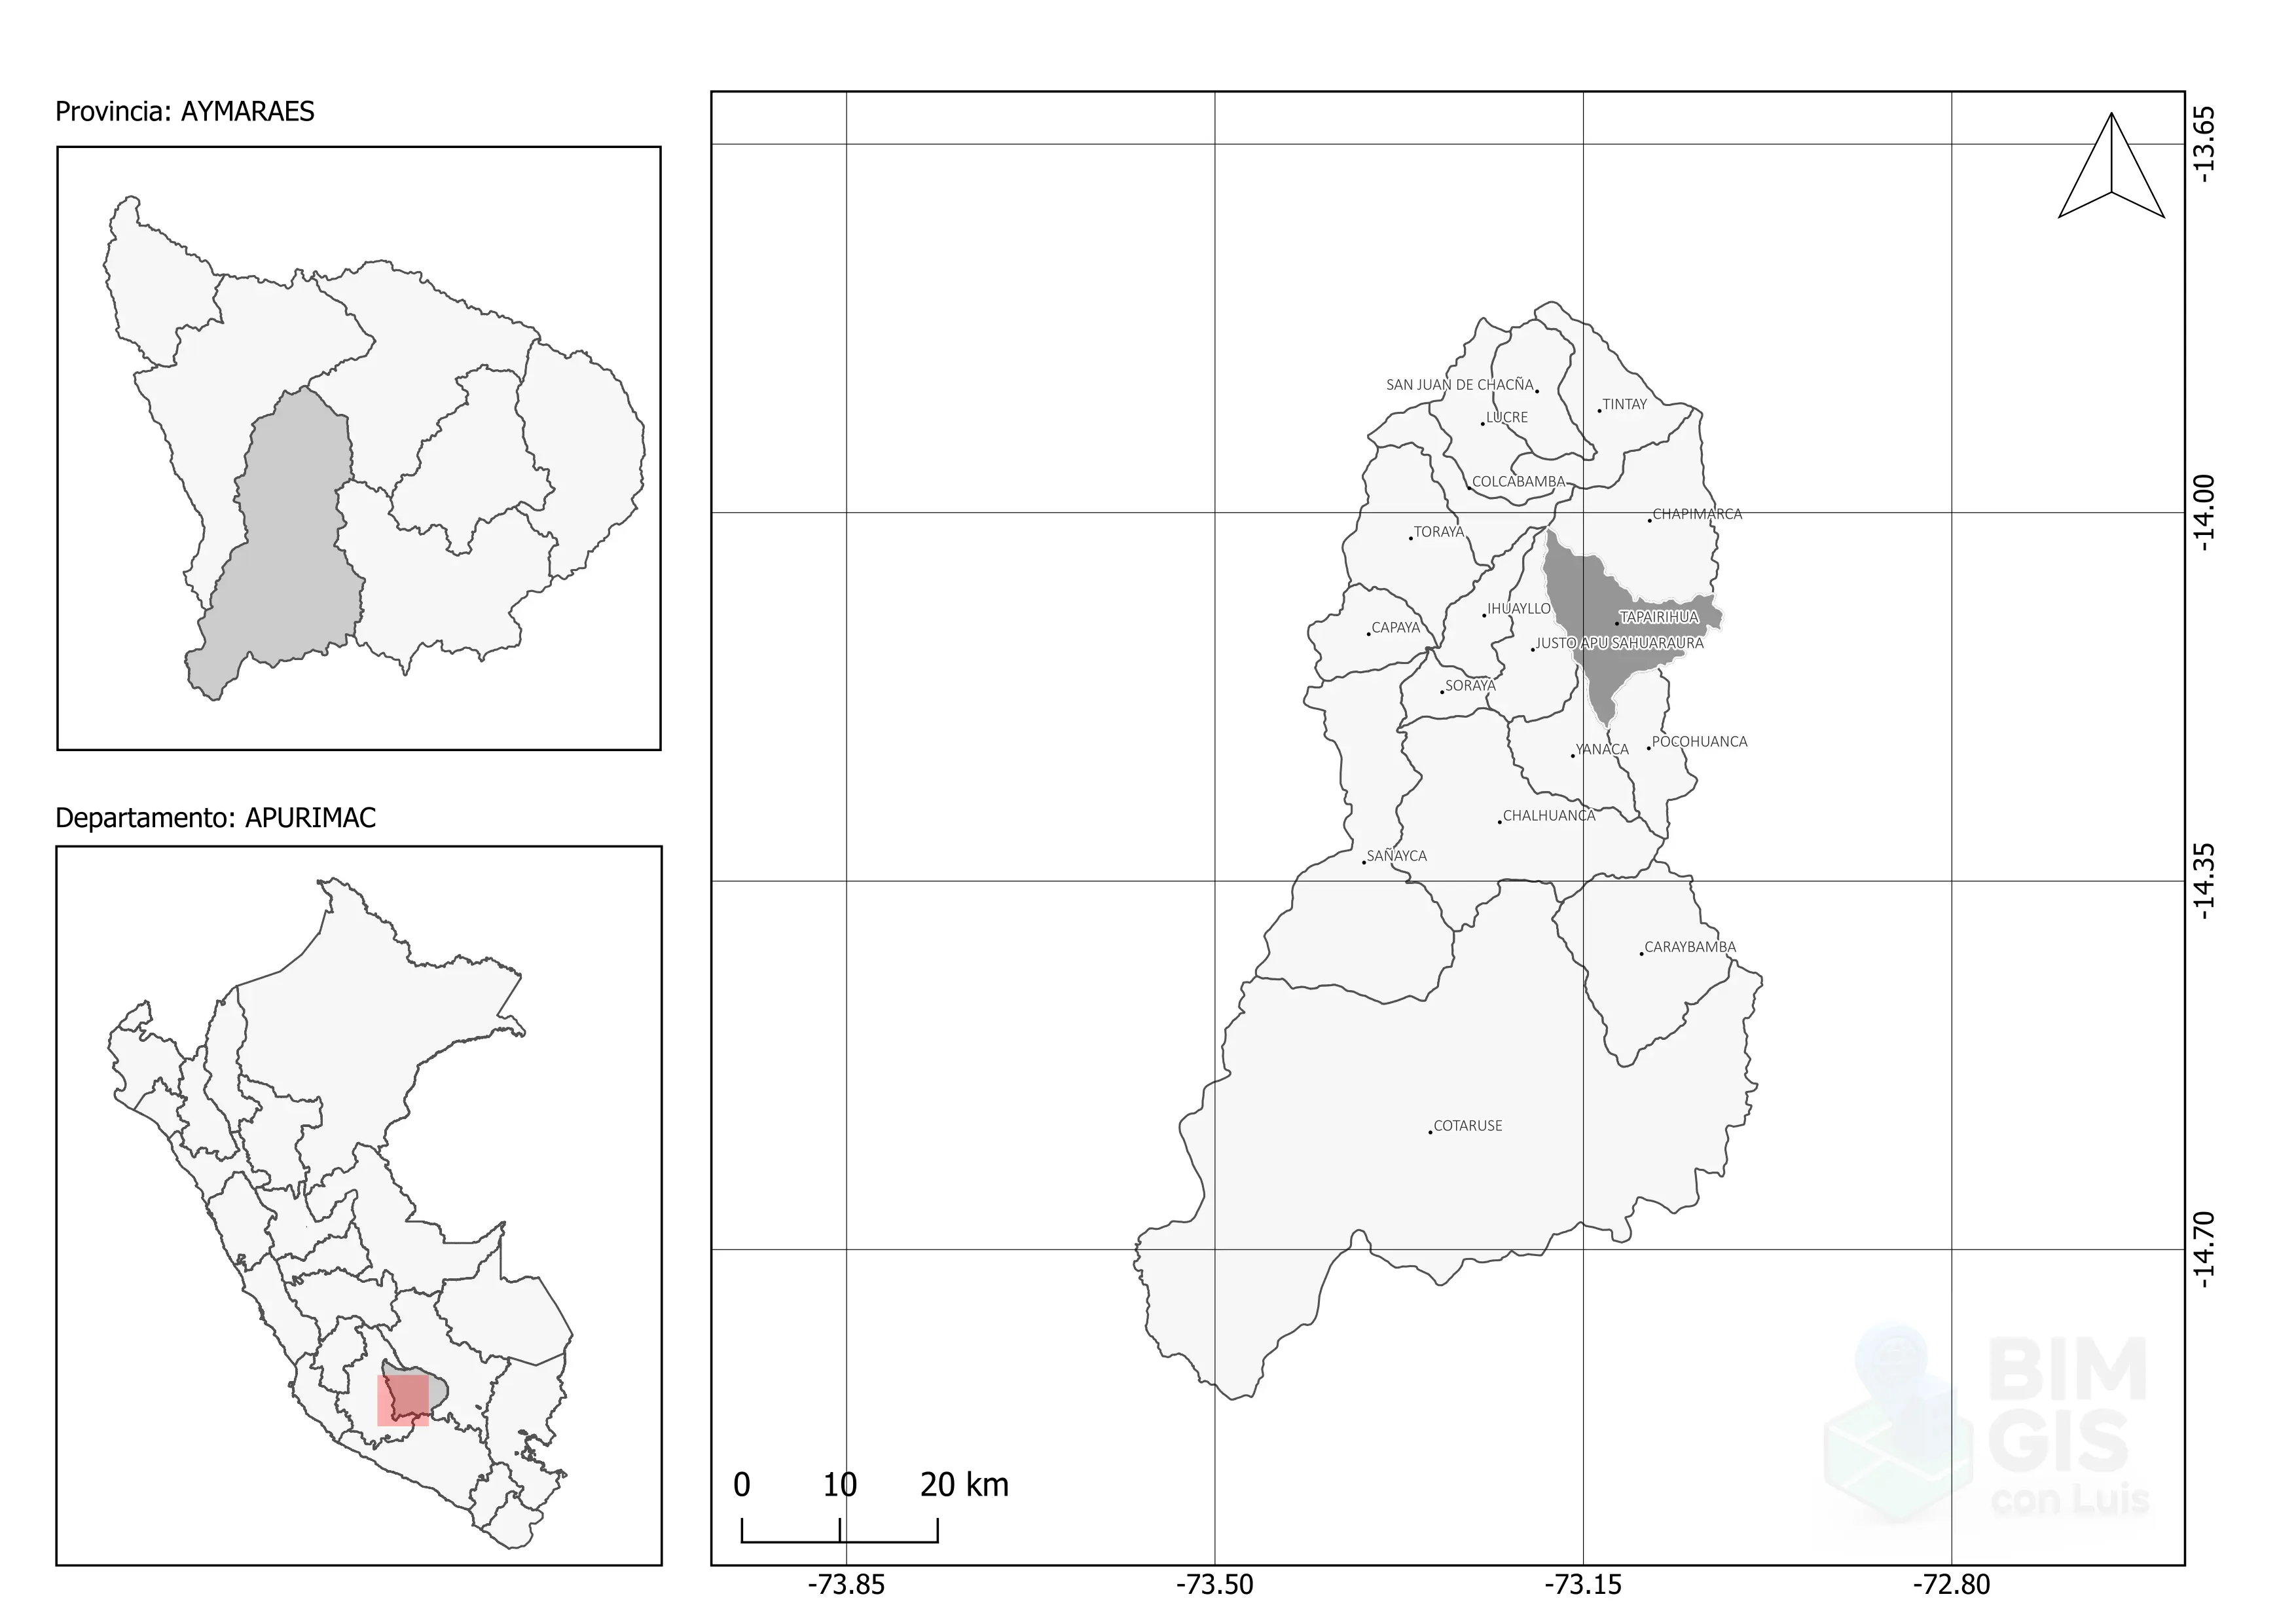 Provincia: AYMARAES
Departamento: APURIMAC
SAN JUAN DE CHACÑA
TINTAY
LUCRE
COLCABAMBA
CHAPIMARCA
TORAYA
IHUAYLLO
TAPAIRIHUA
CAPAYA
JUSTO APU SAHUARAURA
SORAYA
YANACA
POCOHUANCA
CHALHUANCA
SAÑAYCA
CARAYBAMBA
COTARUSE
-13.65
-14.00
-14.35
-14.70
0 10 20 km
-73.85 -73.50 -73.15 -72.80
BIM
GIS
con Luis